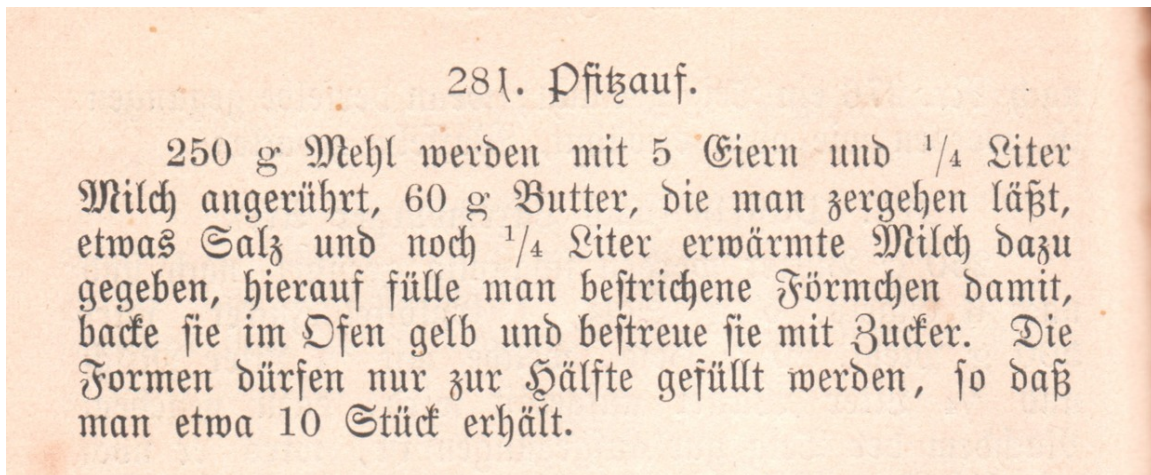 281. Pfitzauf.
250 g Mehl werden mit 5 Eiern und 1/4 Liter
Milch angerührt, 60 g Butter, die man zergehen läßt,
etwas Salz und noch 1/4 Liter erwärmte Milch dazu
gegeben, hierauf fülle man bestrichene Förmchen damit,
backe sie im Ofen gelb und bestreue sie mit Zucker. Die
Formen dürfen nur zur Hälfte gefüllt werden, so daß
man etwa 10 Stück erhält.